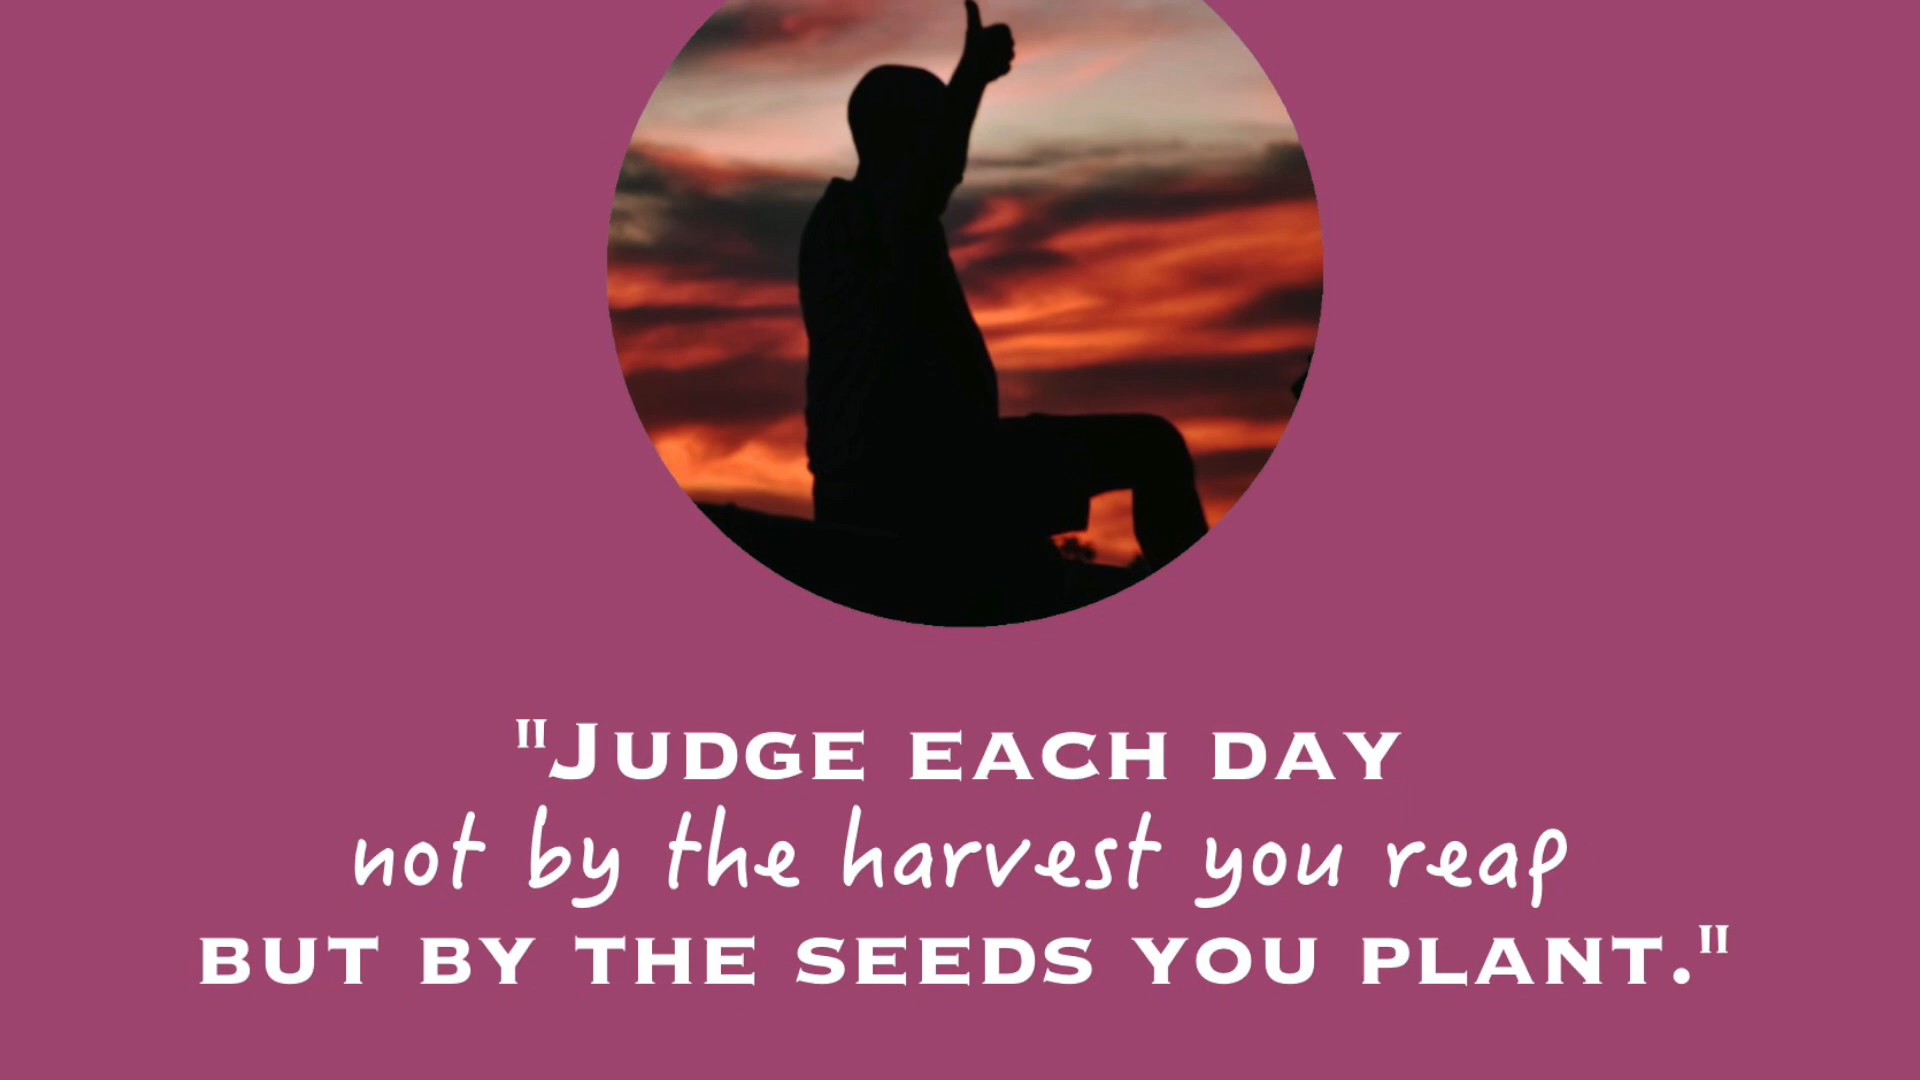 "Judge each day
not by the harvest you reap
but by the seeds you plant."